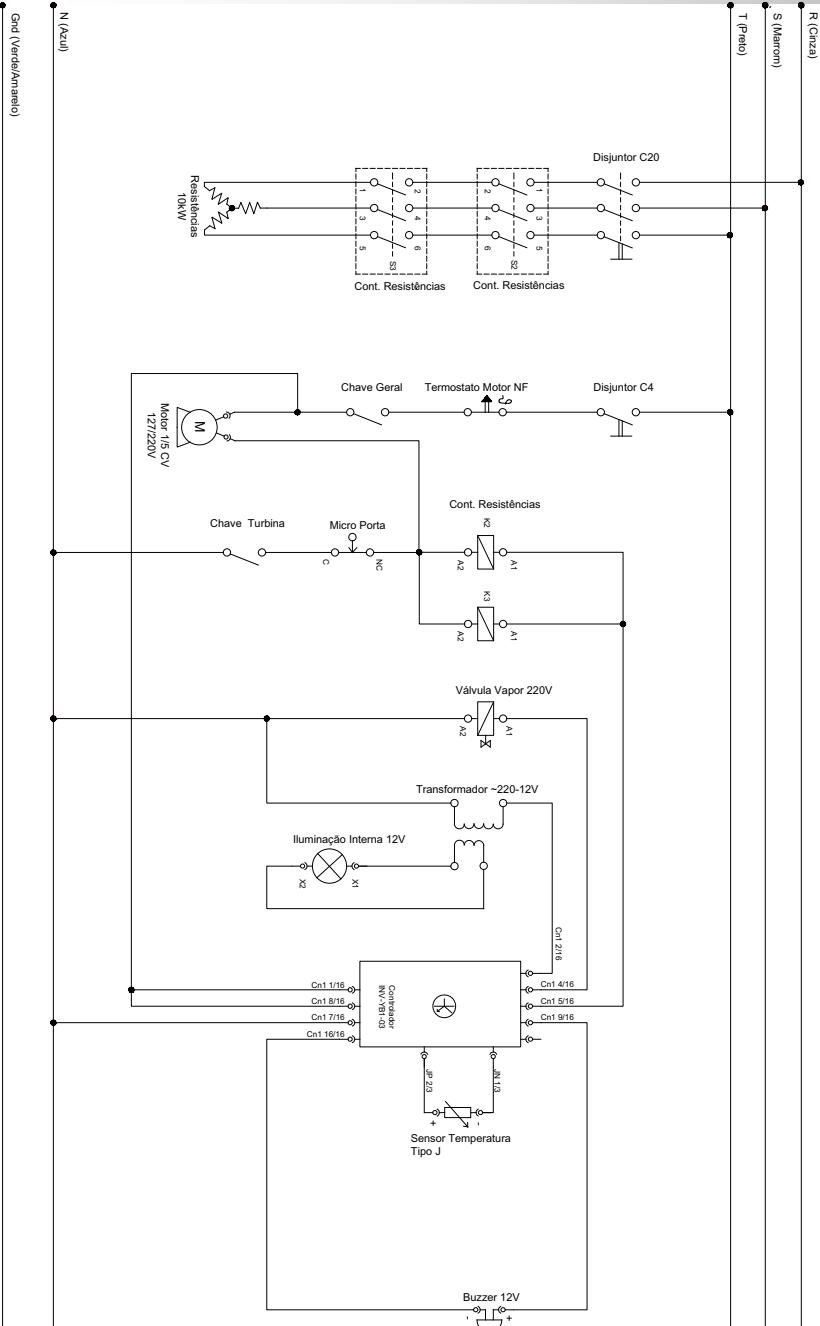 R (Cinza)
S (Marrom)
T (Preto)
N (Azul)
Gnd (Verde/Amarelo)
Disjuntor C20
1
2
2
1
3
4
4
3
5
6
6
5
S3
S2
Resistências
10kW
Cont. Resistências
Cont. Resistências
Chave Geral
Termostato Motor NF
Disjuntor C4
M
Motor 1/5 CV
127/220V
Cont. Resistências
K2
Chave Turbina
Micro Porta
C
NC
A2
A1
K3
A2
A1
Válvula Vapor 220V
A2
A1
Transformador ~220-12V
Iluminação Interna 12V
X2
X1
Cn1 2/16
Cn1 1/16
Cn1 8/16
Cn1 7/16
Cn1 16/16
Controlador
INV-YB1-03
Cn1 4/16
Cn1 5/16
Cn1 9/16
JP 2/3
JN 1/3
+
-
Sensor Temperatura
Tipo J
Buzzer 12V
-
+